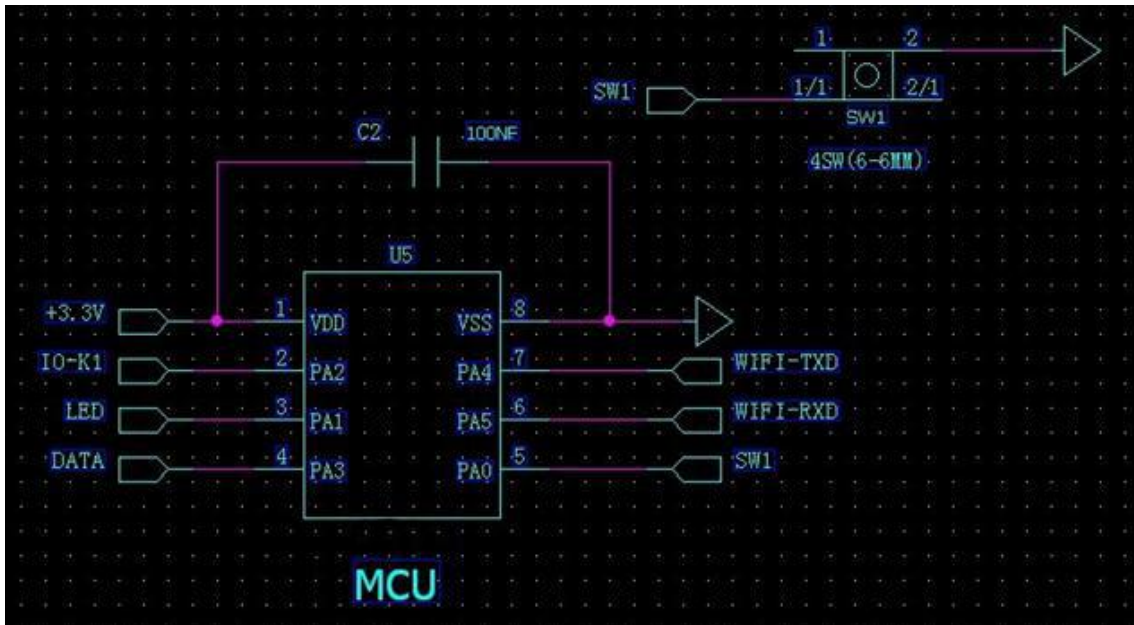 1 2
SW1 1/1 2/1
SW1
4SW(6-6MM)
C2 100NF
U5
+3.3V 1 VDD VSS 8
IO-K1 2 PA2 PA4 7 WIFI-TXD
LED 3 PA1 PA5 6 WIFI-RXD
DATA 4 PA3 PA0 5 SW1
MCU